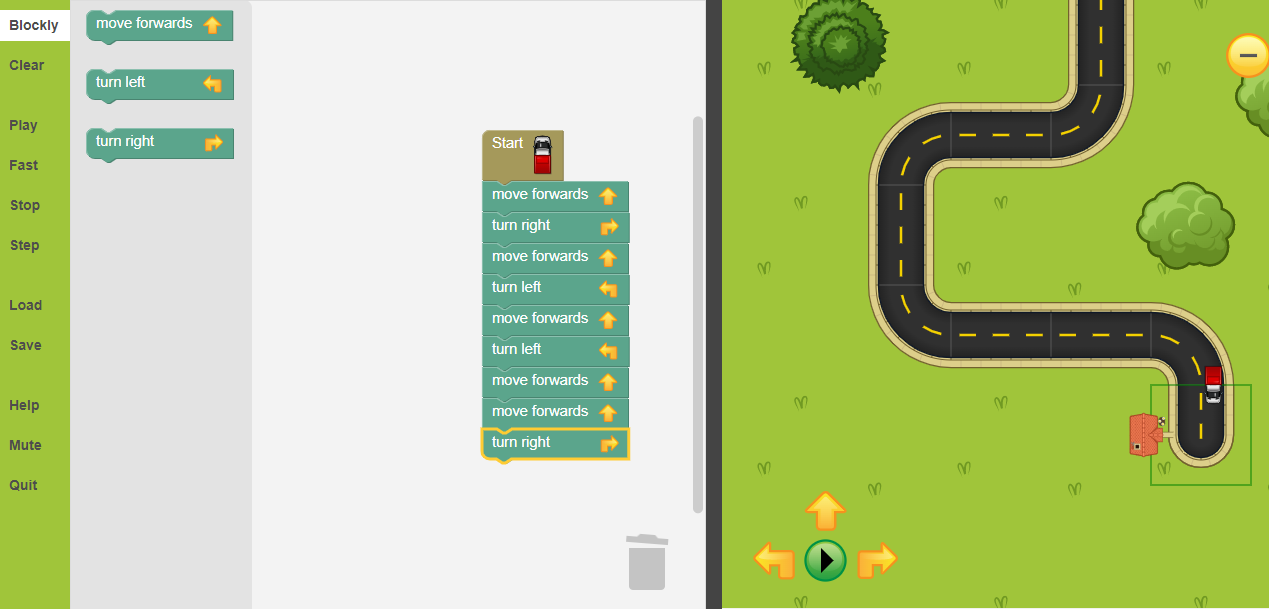 Blockly
Clear
Play
Fast
Stop
Step
Load
Save
Help
Mute
Quit
move forwards
turn left
turn right
Start
move forwards
turn right
move forwards
turn left
move forwards
turn left
move forwards
move forwards
turn right